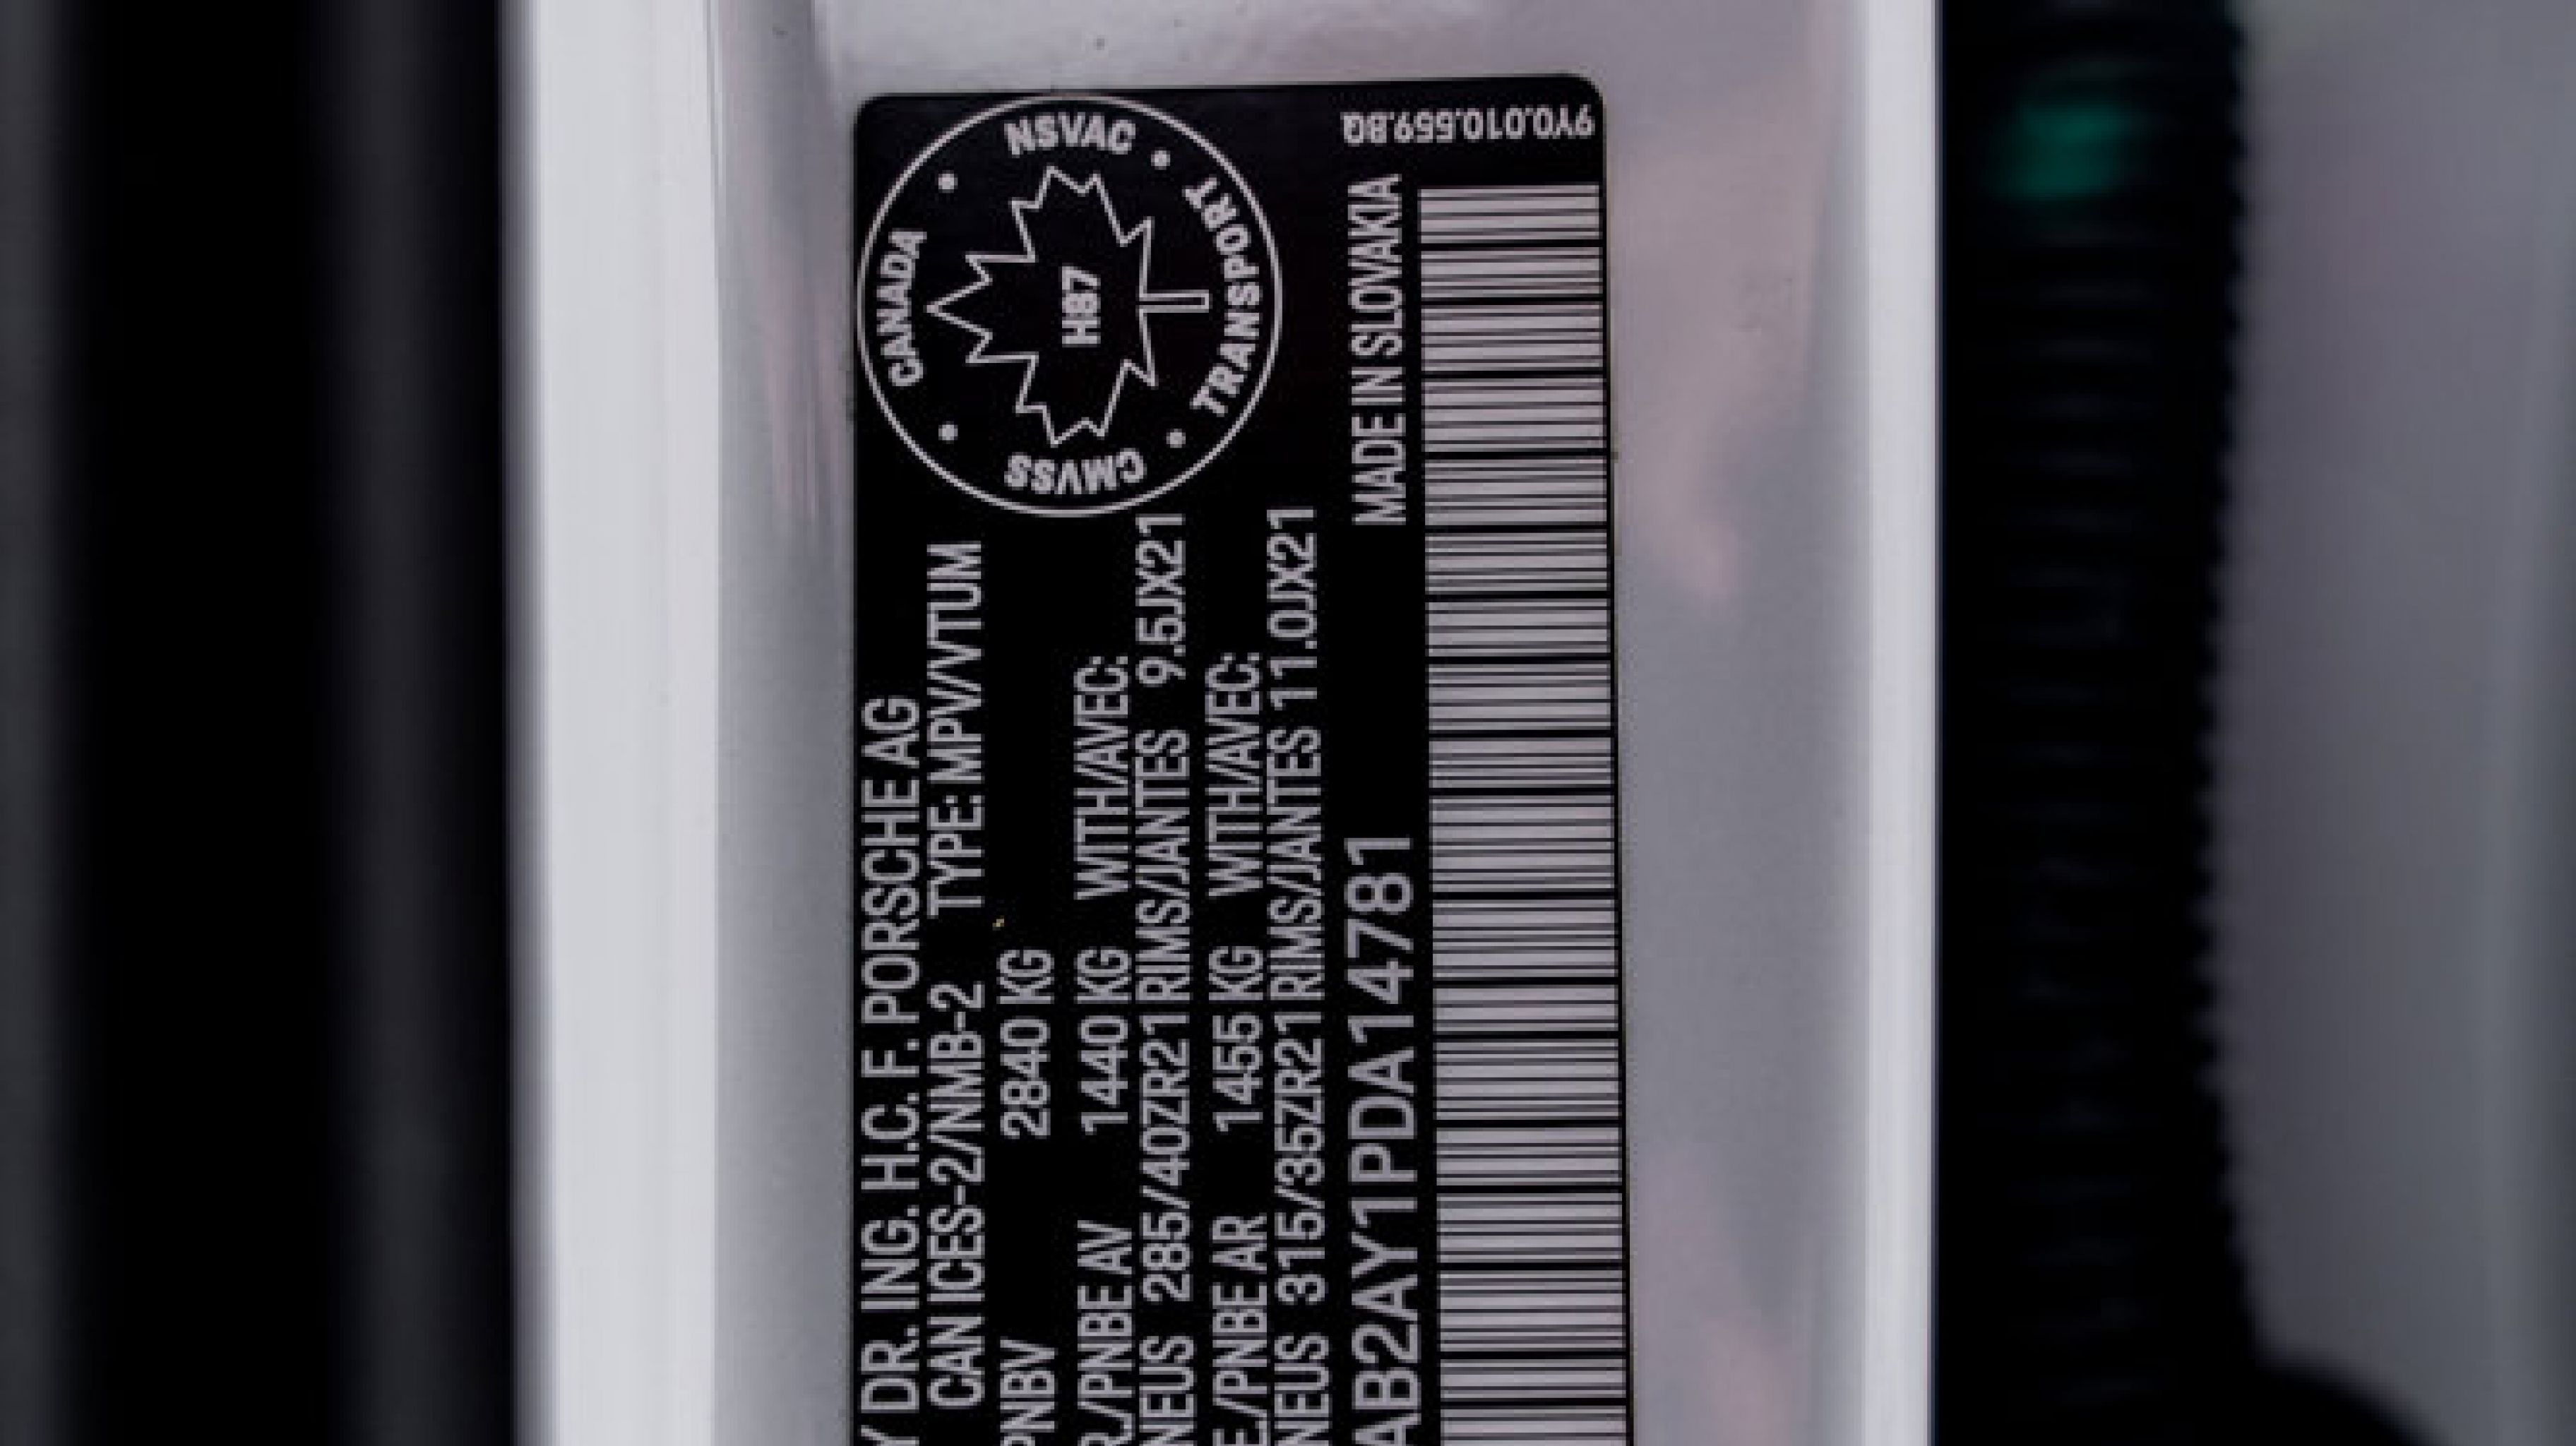 Y DR. ING. H.C. F. PORSCHE AG
CAN ICES-2/NMB-2 TYPE: MPV/VTUM
PNBV 2840 KG
R./PNBE AV 1440 KG WITH/AVEC:
NEUS 285/40ZR21 RIMS/JANTES 9.5JX21
E./PNBE AR 1455 KG WITH/AVEC:
NEUS 315/35ZR21 RIMS/JANTES 11.0JX21
AB2AY1PDA14781 MADE IN SLOVAKIA
CANADA
NSVAC
TRANSPORT
CMVSS
H87
9Y0.010.559.BQ